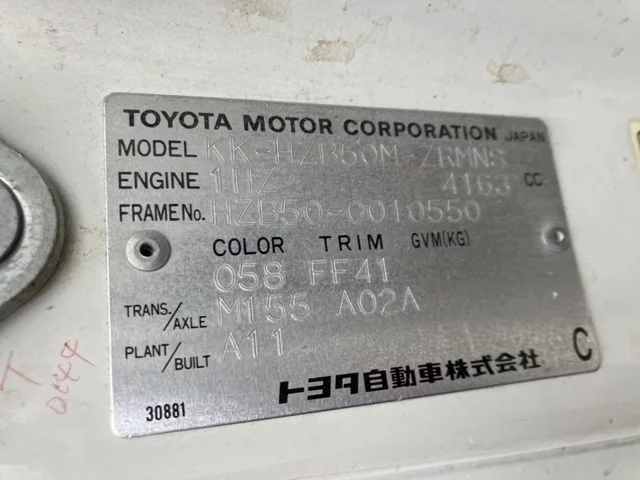 TOYOTA MOTOR CORPORATION JAPAN
MODEL KK-HZB50M-ZRMNS
ENGINE 1HZ 4163 CC
FRAME No. HZB50-0010550
COLOR TRIM GVM(KG)
058 FF41
TRANS./AXLE M155 A02A
PLANT/BUILT A11
トヨタ自動車株式会社 C
30881
T
0044